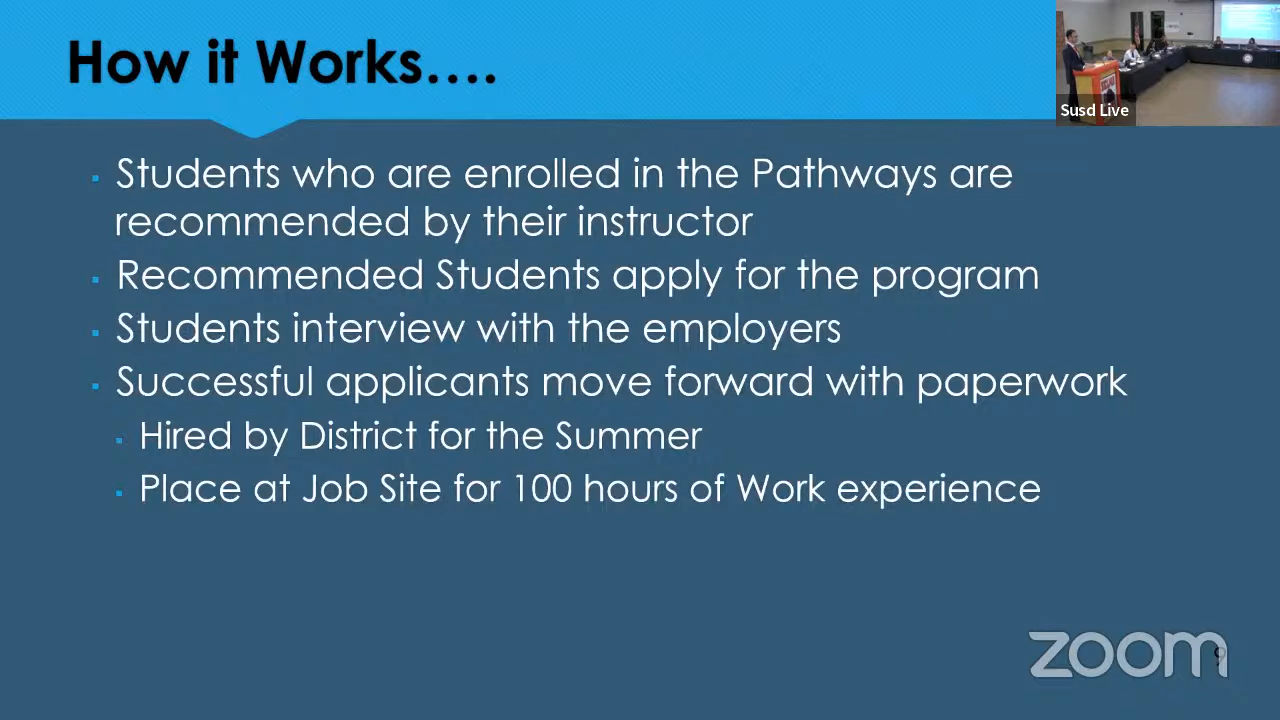 How it Works....
Susd Live
Students who are enrolled in the Pathways are
recommended by their instructor
Recommended Students apply for the program
Students interview with the employers
Successful applicants move forward with paperwork
Hired by District for the Summer
Place at Job Site for 100 hours of Work experience
zoom
9